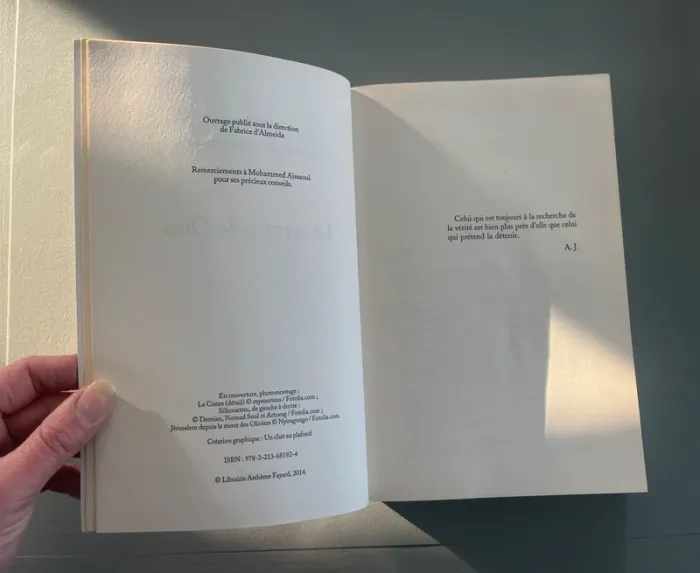 Ouvrage publié sous la direction
de Fabrice d'Almeida
Remerciements à Mohammed Aissaoui
pour ses précieux conseils.
En couverture, photomontage :
Le Coran (détail) © mysontuna / Fotolia.com ;
Silhouettes, de gauche à droite :
© Demian, Nomad Soul et Artrang / Fotolia.com ;
Jérusalem depuis le mont des Oliviers © Nyiragongo / Fotolia.com.
Création graphique : Un chat au plafond
ISBN : 978-2-213-68192-4
© Librairie Arthème Fayard, 2014.
Celui qui est toujours à la recherche de
la vérité est bien plus près d'elle que celui
qui prétend la détenir.
A. J.